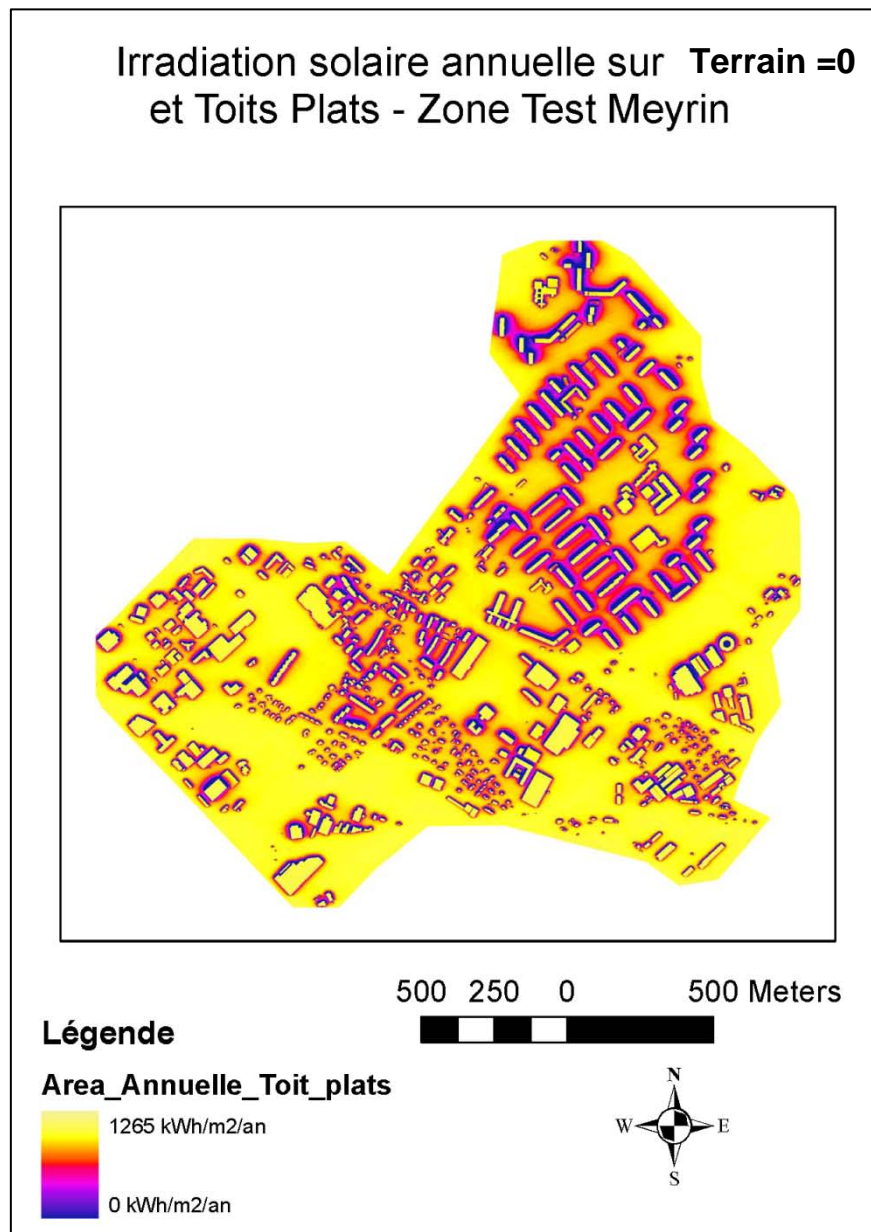 Irradiation solaire annuelle sur Terrain =0
et Toits Plats - Zone Test Meyrin
500 250 0 500 Meters
Légende
Area_Annuelle_Toit_plats
1265 kWh/m2/an
0 kWh/m2/an
N
W E
S